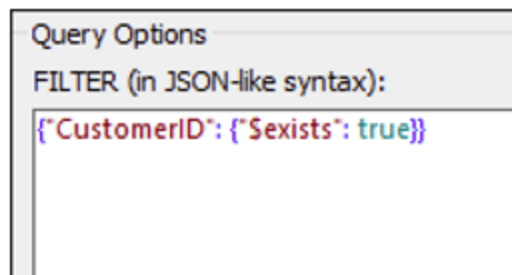 Query Options
FILTER (in JSON-like syntax):
{"CustomerID": {"$exists": true}}